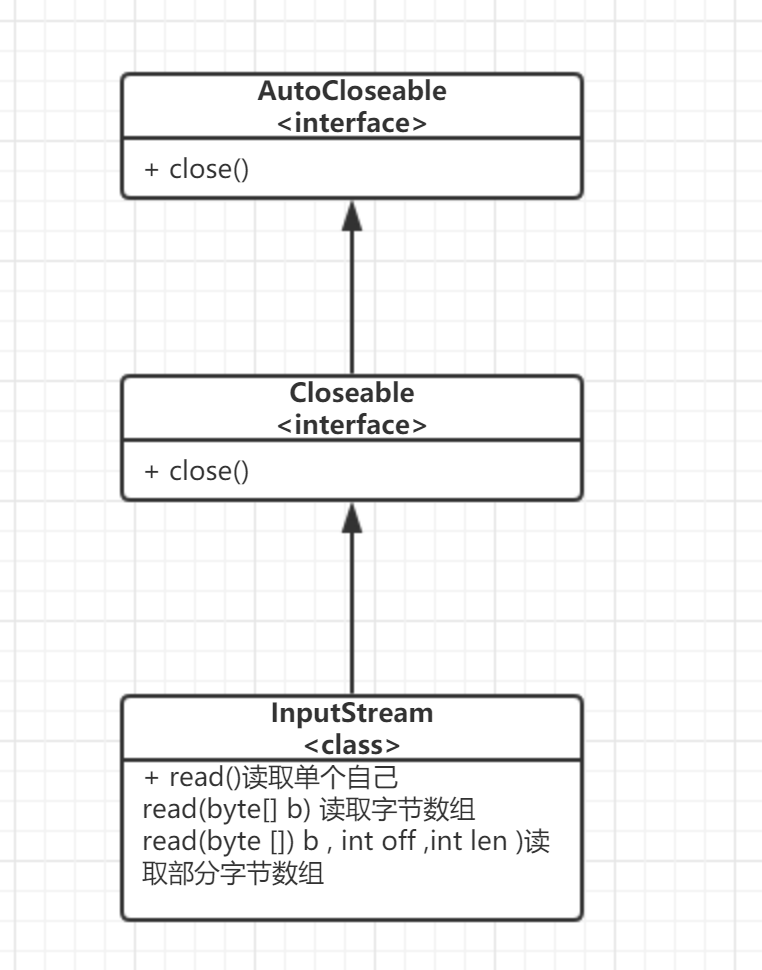 AutoCloseable
<interface>
+ close()
Closeable
<interface>
+ close()
InputStream
<class>
+ read()读取单个自己
read(byte[] b) 读取字节数组
read(byte []) b , int off ,int len )读
取部分字节数组